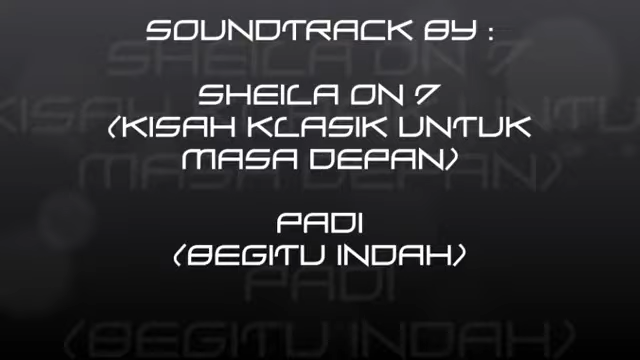 SOUNDTRACK BY :
SHEILA ON 7
(KISAH KLASIK UNTUK
MASA DEPAN)
PADI
(BEGITU INDAH)